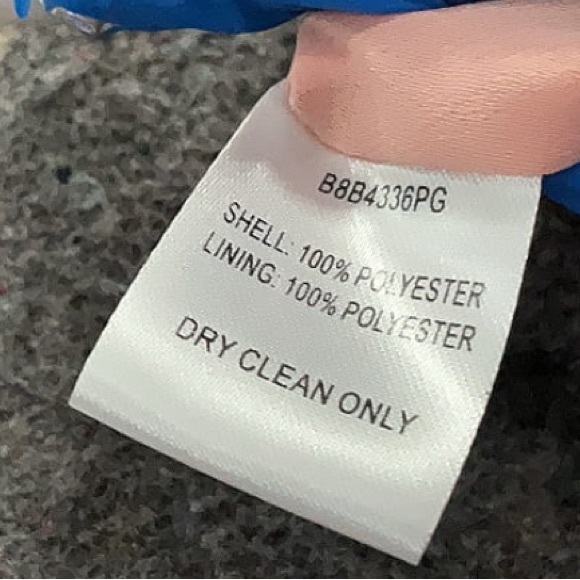 B8B4336PG
SHELL: 100% POLYESTER
LINING: 100% POLYESTER
DRY CLEAN ONLY